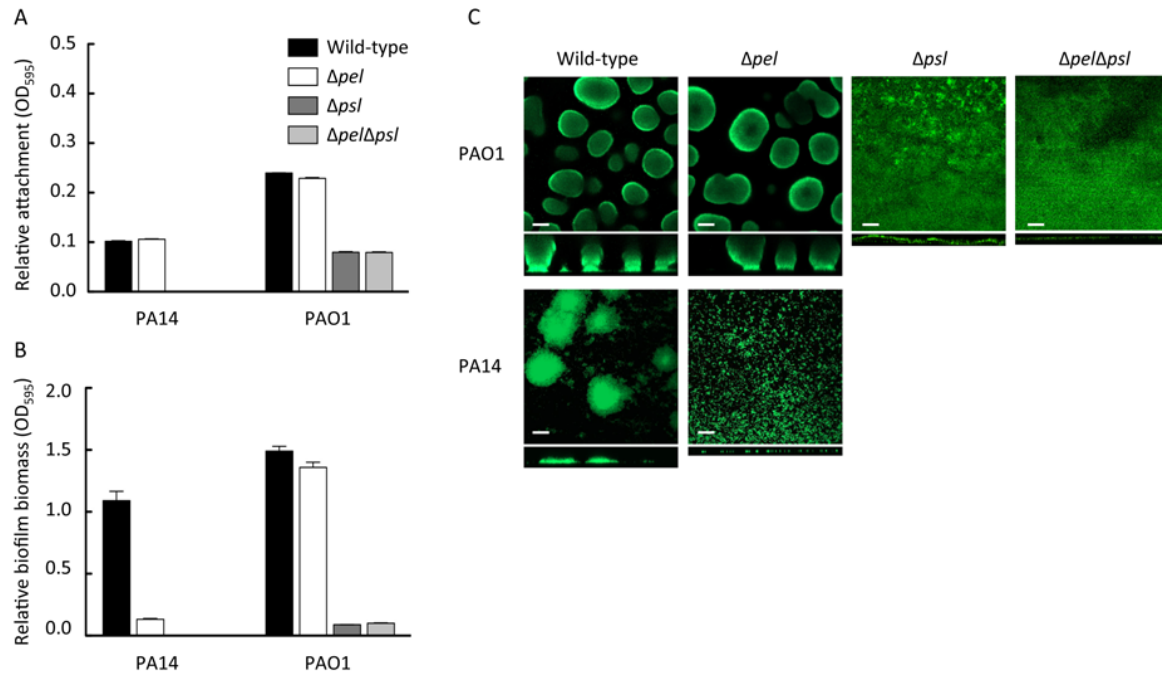 A
Relative attachment (OD595)
0.5
0.4
0.3
0.2
0.1
0.0
Wild-type
Δpel
Δpsl
ΔpelΔpsl
PA14
PAO1
B
Relative biofilm biomass (OD595)
2.0
1.5
1.0
0.5
0.0
PA14
PAO1
C
Wild-type
Δpel
Δpsl
ΔpelΔpsl
PAO1
PA14